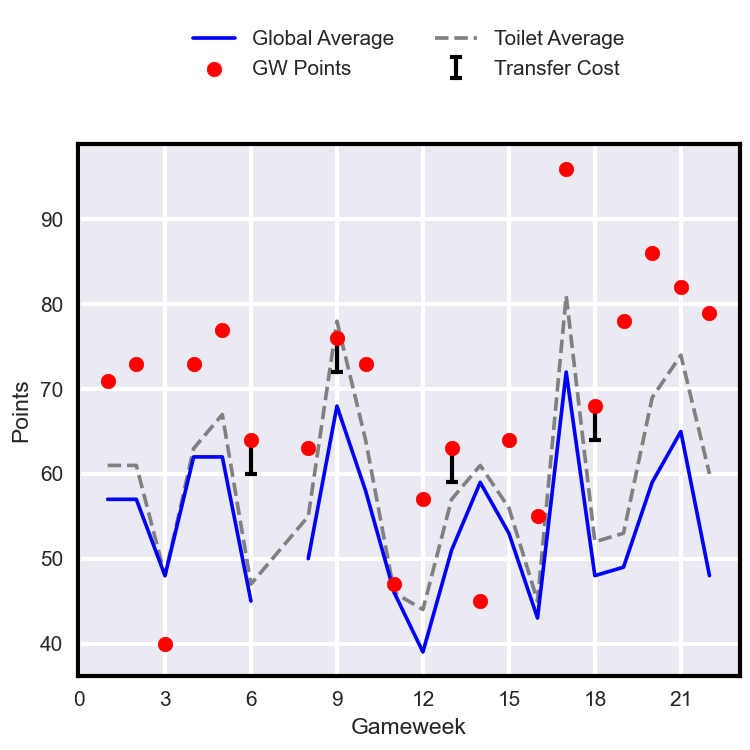 Global Average
Toilet Average
GW Points
Transfer Cost
90
80
70
60
50
40
Points
0 3 6 9 12 15 18 21
Gameweek